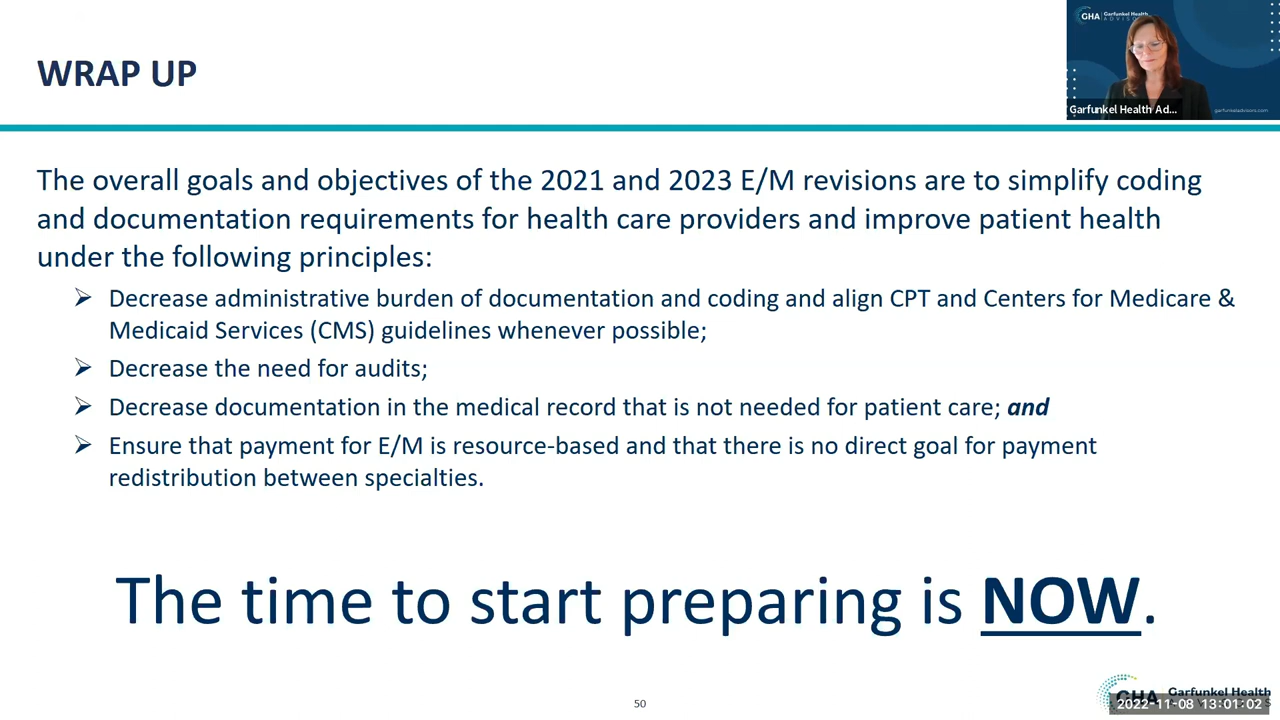 GHA Garfunkel Health
WRAP UP
Garfunkel Health Ad...
garfunkeladvisors.com
The overall goals and objectives of the 2021 and 2023 E/M revisions are to simplify coding
and documentation requirements for health care providers and improve patient health
under the following principles:
Decrease administrative burden of documentation and coding and align CPT and Centers for Medicare &
Medicaid Services (CMS) guidelines whenever possible;
Decrease the need for audits;
Decrease documentation in the medical record that is not needed for patient care; and
Ensure that payment for E/M is resource-based and that there is no direct goal for payment
redistribution between specialties.
The time to start preparing is NOW.
50
GHA Garfunkel Health
2022-11-08 13:01:02